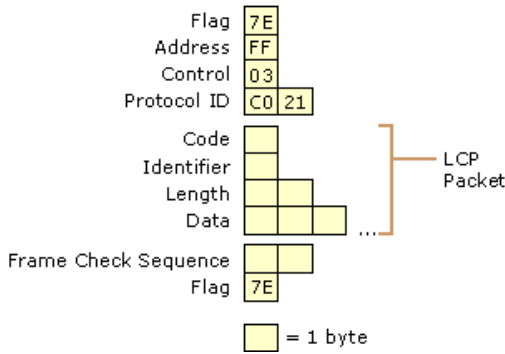 Flag 7E
Address FF
Control 03
Protocol ID C0 21
Code
Identifier
Length
Data ...
LCP
Packet
Frame Check Sequence
Flag 7E
= 1 byte